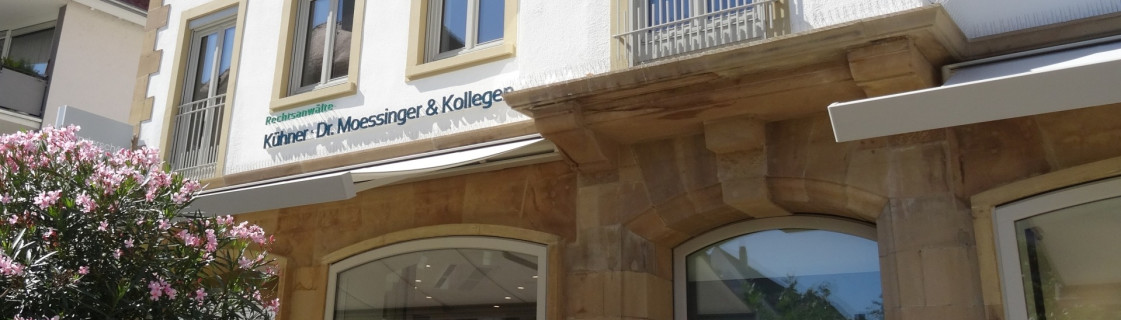 Rechtsanwälte
Kühner · Dr. Moessinger & Kollegen